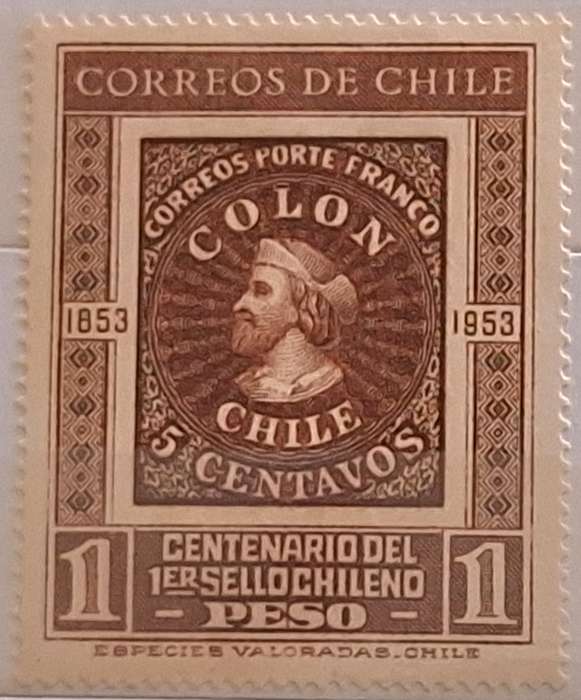 CORREOS DE CHILE
CORREOS PORTE FRANCO
COLON
1853
1953
CHILE
5 CENTAVOS
1 CENTENARIO DEL 1
1ER SELLO CHILENO
- PESO -
ESPECIES VALORADAS.-CHILE